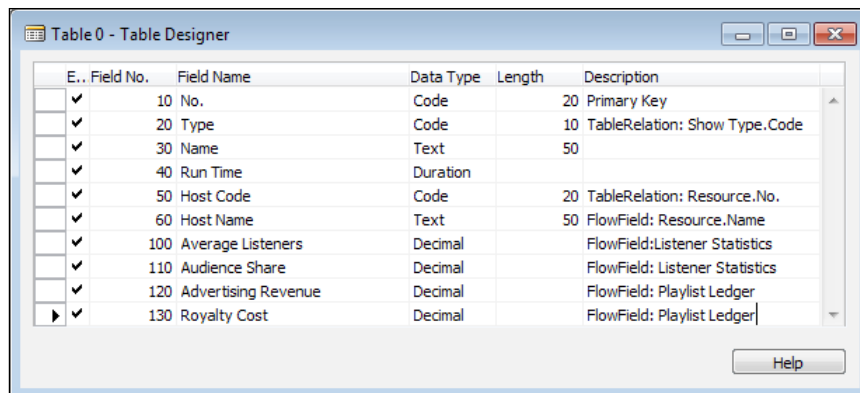 Table 0 - Table Designer
E.. Field No. Field Name Data Type Length Description
10 No. Code 20 Primary Key
20 Type Code 10 TableRelation: Show Type.Code
30 Name Text 50
40 Run Time Duration
50 Host Code Code 20 TableRelation: Resource.No.
60 Host Name Text 50 FlowField: Resource.Name
100 Average Listeners Decimal FlowField:Listener Statistics
110 Audience Share Decimal FlowField: Listener Statistics
120 Advertising Revenue Decimal FlowField: Playlist Ledger
130 Royalty Cost Decimal FlowField: Playlist Ledger
Help